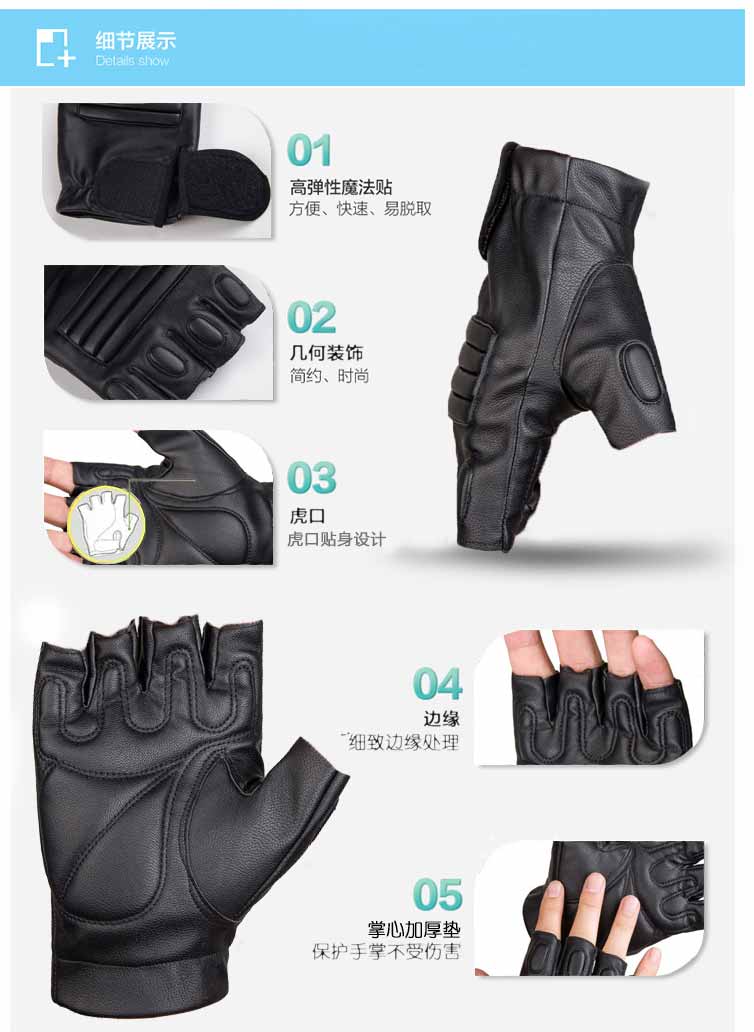 细节展示
Details show
01
高弹性魔法贴
方便、快速、易脱取
02
几何装饰
简约、时尚
03
虎口
虎口贴身设计
04
边缘
细致边缘处理
05
掌心加厚垫
保护手掌不受伤害